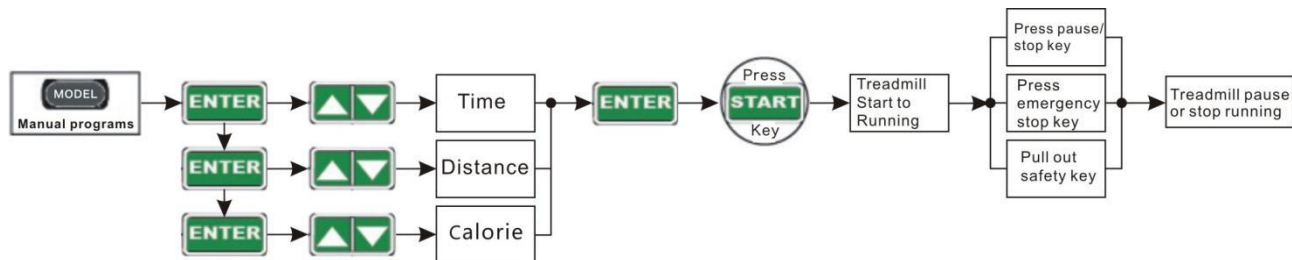 MODEL
Manual programs
ENTER
Time
ENTER
Distance
ENTER
Calorie
ENTER
Press
START
Key
Treadmill
Start to
Running
Press pause/
stop key
Press
emergency
stop key
Pull out
safety key
Treadmill pause
or stop running